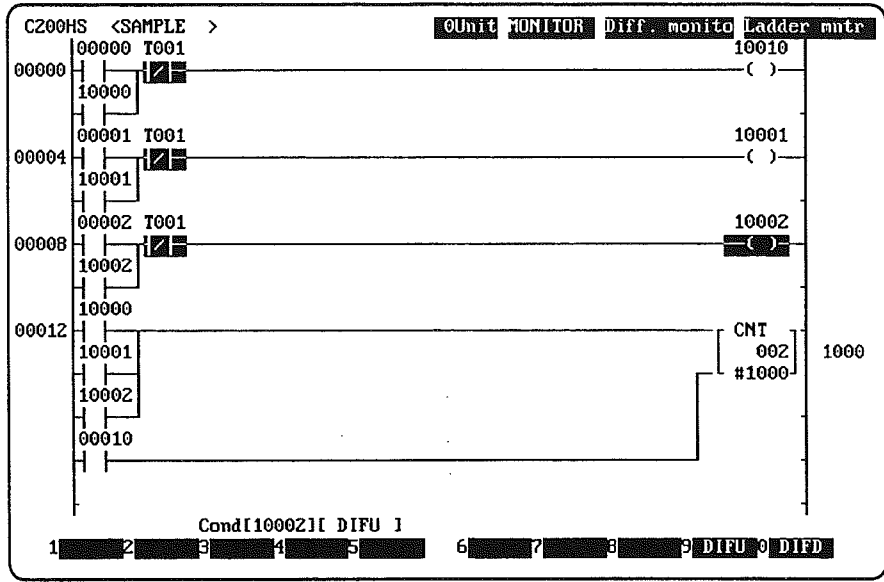 C200HS <SAMPLE > 0Unit MONITOR Diff. monito Ladder mntr
00000 T001 10010
00000
10000
00001 T001 10001
00004
10001
00002 T001 10002
00008
10002
10000
00012 CNT
10001 002 1000
#1000
10002
00010
Cond[10002][ DIFU ]
1 2 3 4 5 6 7 8 9 DIFU 0 DIFD